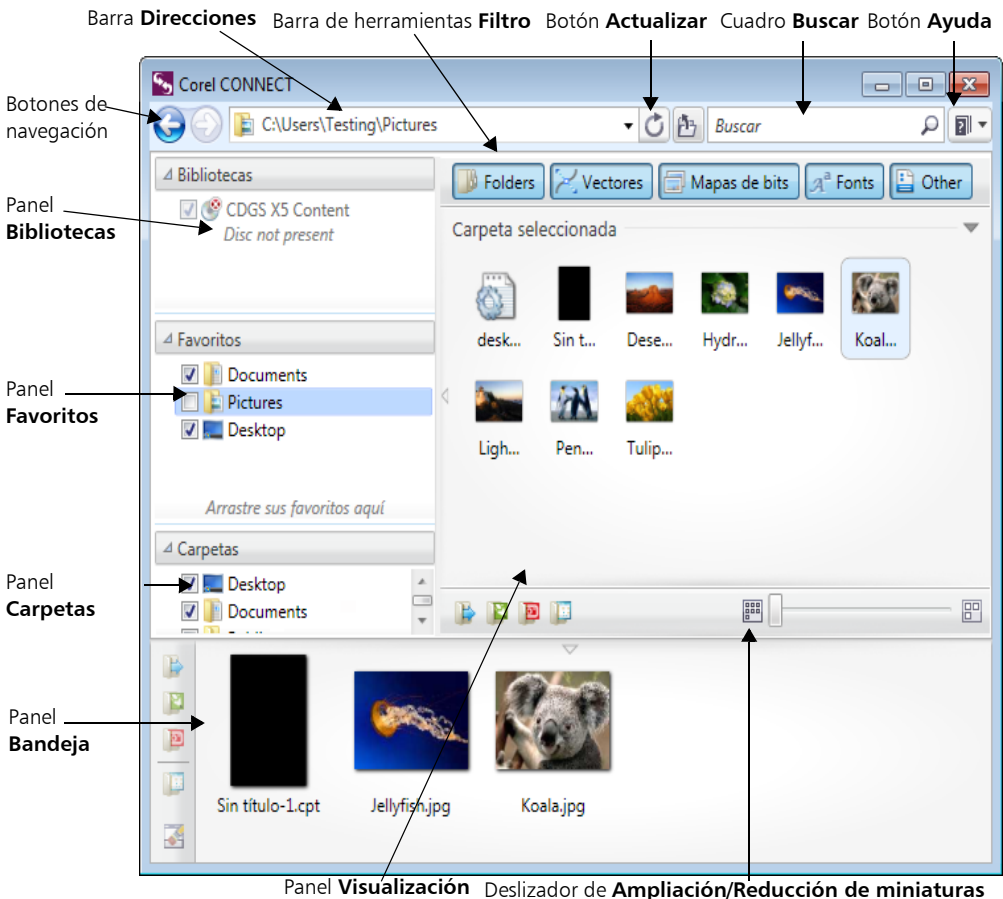 Barra Direcciones
Barra de herramientas Filtro
Botón Actualizar
Cuadro Buscar
Botón Ayuda
Corel CONNECT
Botones de
navegación
C:\Users\Testing\Pictures
Buscar
Bibliotecas
Folders
Vectores
Mapas de bits
Fonts
Other
Panel
Bibliotecas
CDGS X5 Content
Disc not present
Carpeta seleccionada
desk...
Sin t...
Dese...
Hydr...
Jellyf...
Koal...
Favoritos
Panel
Favoritos
Documents
Pictures
Desktop
Ligh...
Pen...
Tulip...
Arrastre sus favoritos aquí
Carpetas
Panel
Carpetas
Desktop
Documents
Panel
Bandeja
Sin título-1.cpt
Jellyfish.jpg
Koala.jpg
Panel Visualización
Deslizador de Ampliación/Reducción de miniaturas